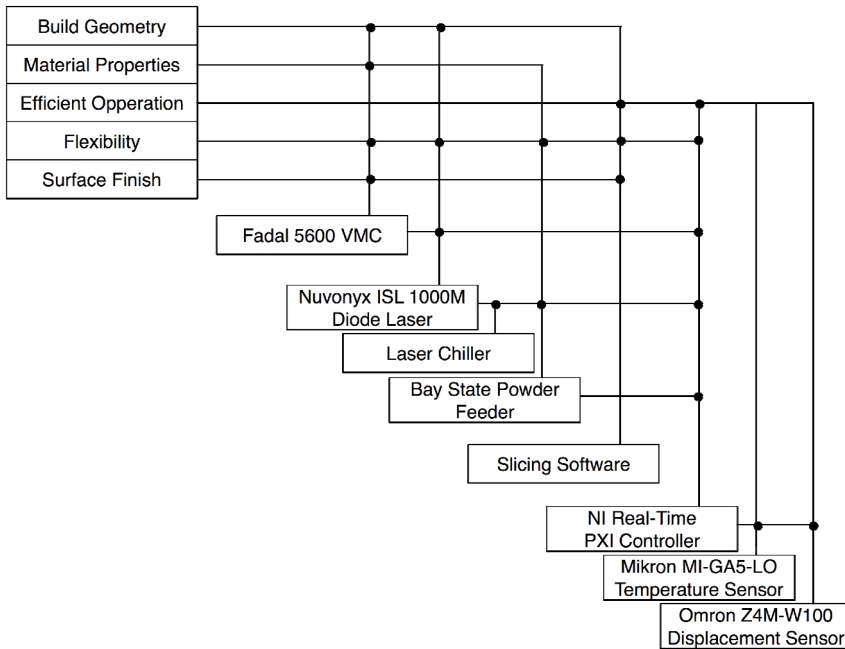 Build Geometry
Material Properties
Efficient Opperation
Flexibility
Surface Finish
Fadal 5600 VMC
Nuvonyx ISL 1000M
Diode Laser
Laser Chiller
Bay State Powder
Feeder
Slicing Software
NI Real-Time
PXI Controller
Mikron MI-GA5-LO
Temperature Sensor
Omron Z4M-W100
Displacement Sensor